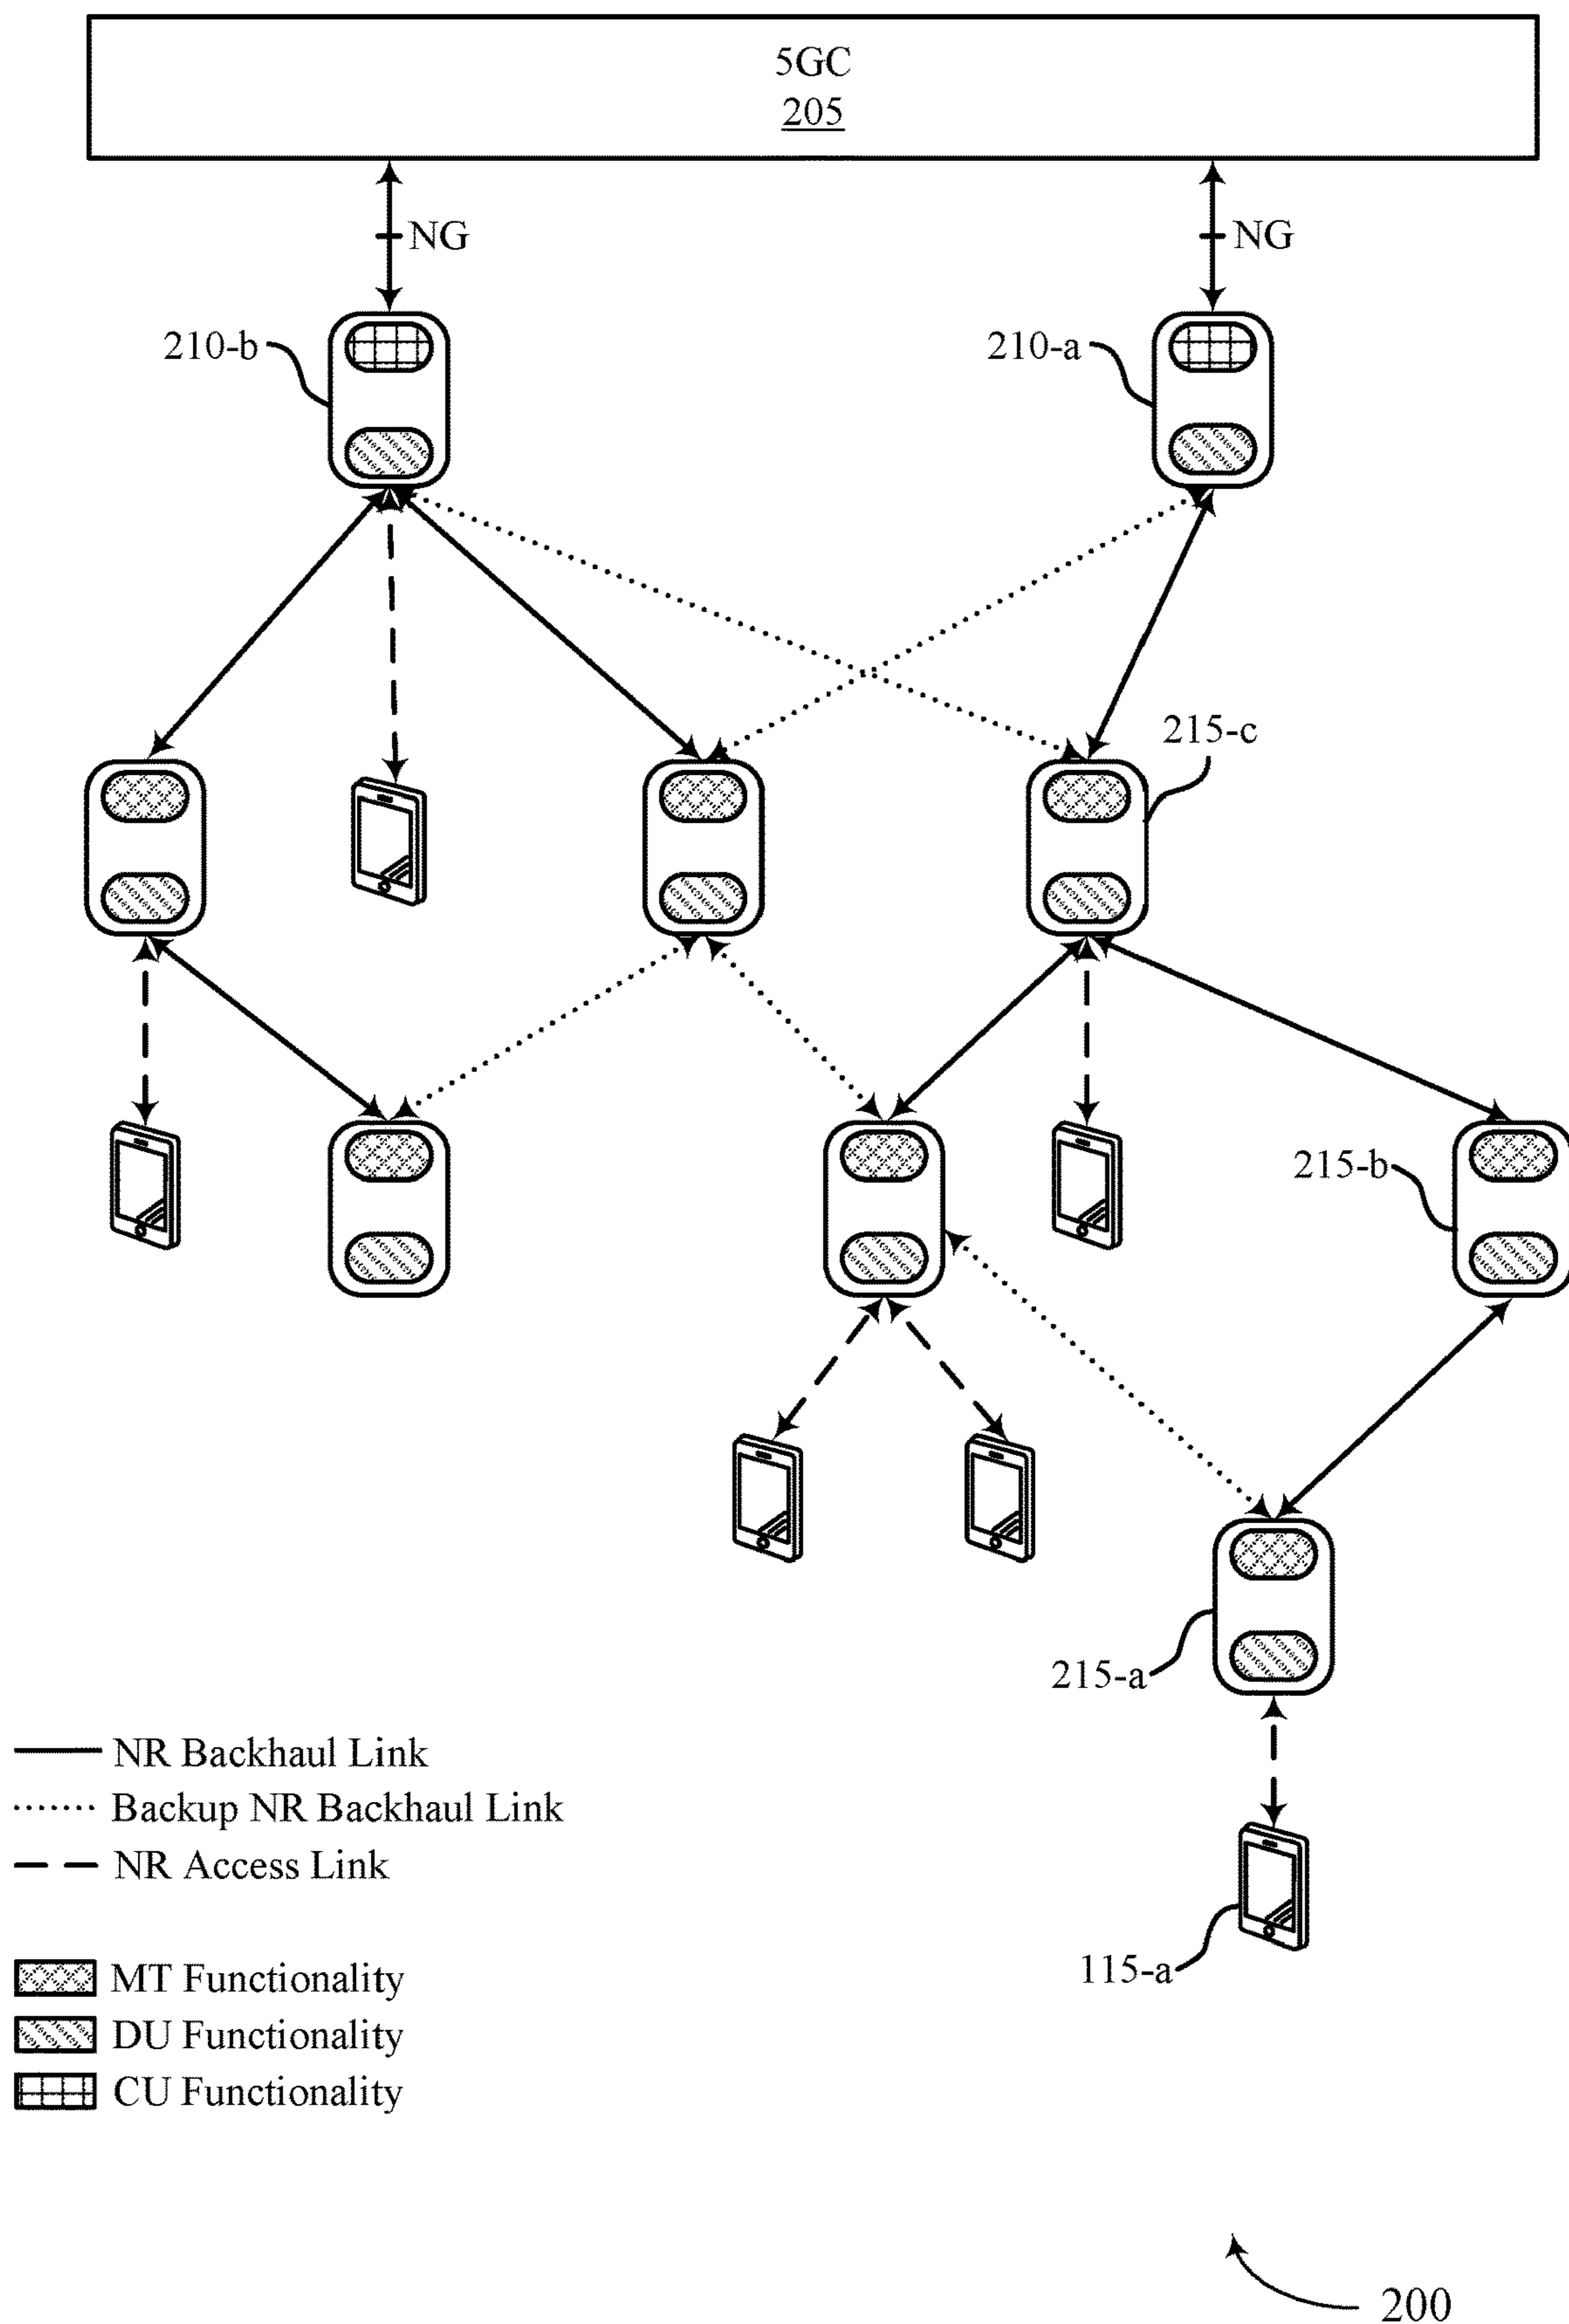 5GC
205
NG
NG
210-b
210-a
215-c
215-b
215-a
NR Backhaul Link
Backup NR Backhaul Link
NR Access Link
115-a
MT Functionality
DU Functionality
CU Functionality
200